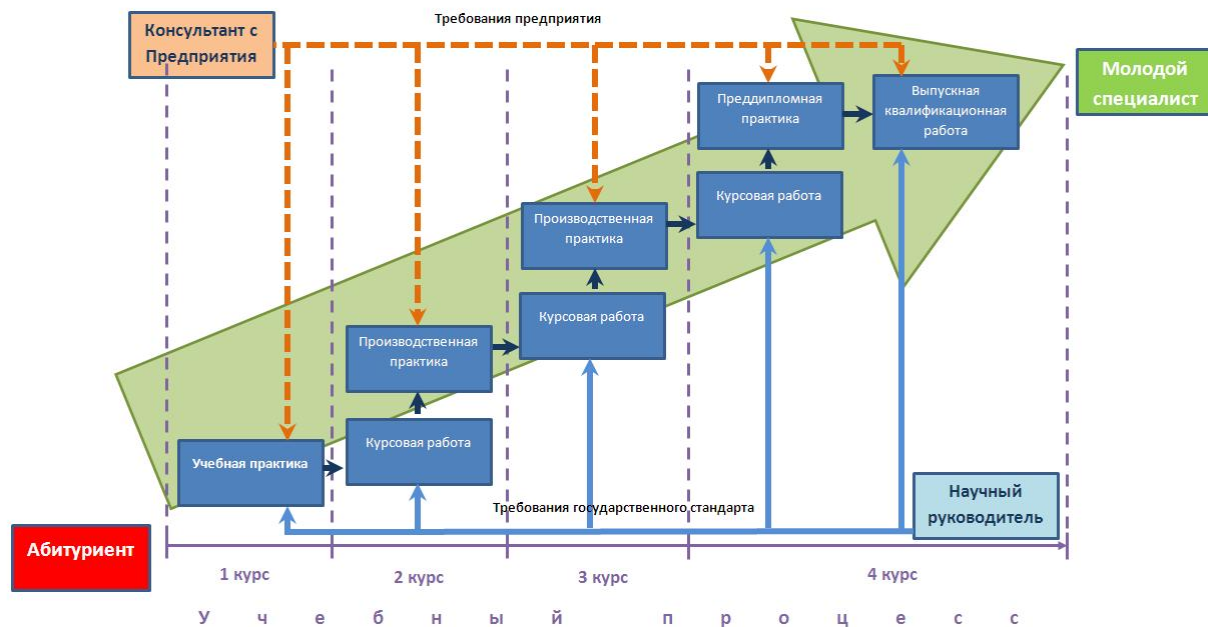 Требования предприятия
Консультант с
Предприятия
Молодой
специалист
Преддипломная
практика
Выпускная
квалификационная
работа
Курсовая работа
Производственная
практика
Курсовая работа
Производственная
практика
Курсовая работа
Учебная практика
Требования государственного стандарта
Научный
руководитель
Абитуриент
1 курс
2 курс
3 курс
4 курс
У ч е б н ы й п р о ц е с с